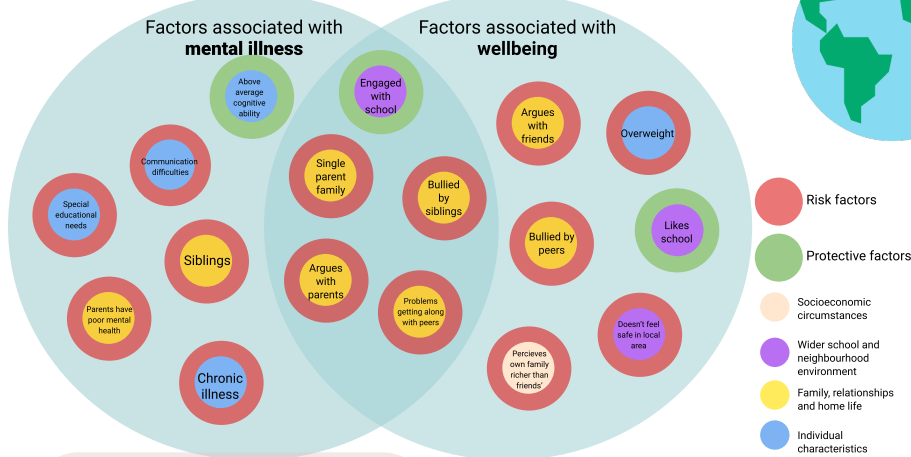 Factors associated with
mental illness
Factors associated with
wellbeing
Above
average
cognitive
ability
Engaged
with
school
Argues
with
friends
Overweight
Communication
difficulties
Single
parent
family
Bullied
by
siblings
Special
educational
needs
Siblings
Bullied by
peers
Likes
school
Argues
with
parents
Parents have
poor mental
health
Problems
getting along
with peers
Doesn't feel
safe in local
area
Chronic
illness
Percieves
own family
richer than
friends'
Risk factors
Protective factors
Socioeconomic
circumstances
Wider school and
neighbourhood
environment
Family, relationships
and home life
Individual
characteristics